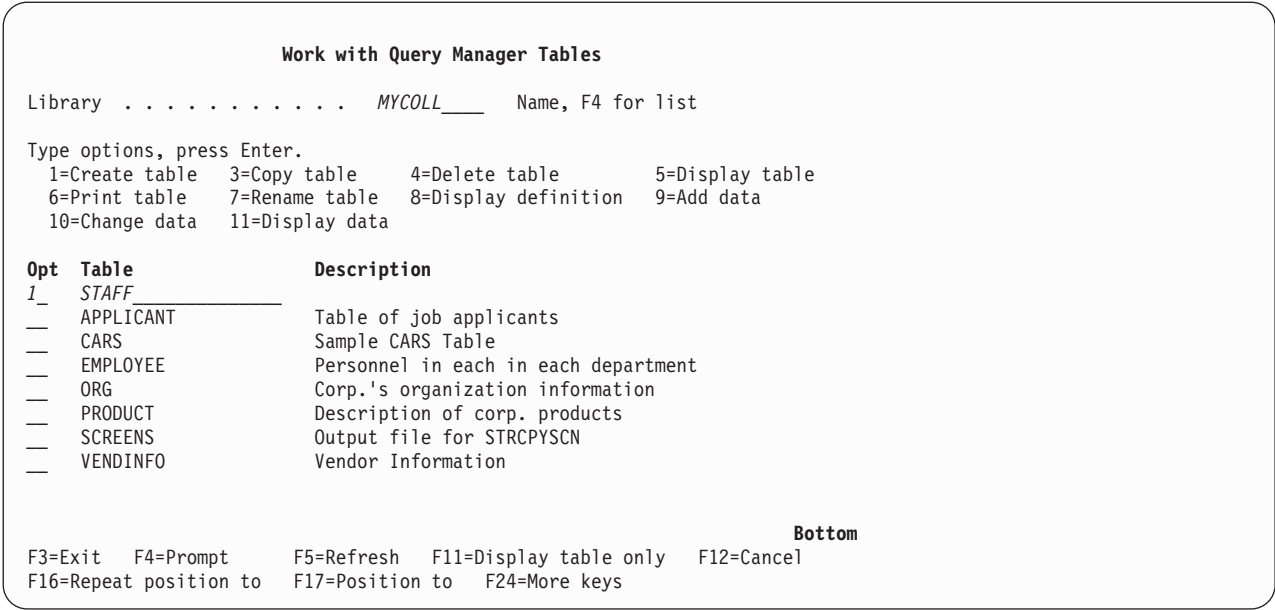 Work with Query Manager Tables
Library . . . . . . . . . . . MYCOLL____ Name, F4 for list
Type options, press Enter.
1=Create table 3=Copy table 4=Delete table 5=Display table
6=Print table 7=Rename table 8=Display definition 9=Add data
10=Change data 11=Display data
Opt Table Description
1_ STAFF______________
__ APPLICANT Table of job applicants
__ CARS Sample CARS Table
__ EMPLOYEE Personnel in each in each department
__ ORG Corp.'s organization information
__ PRODUCT Description of corp. products
__ SCREENS Output file for STRCPYSCN
__ VENDINFO Vendor Information
Bottom
F3=Exit F4=Prompt F5=Refresh F11=Display table only F12=Cancel
F16=Repeat position to F17=Position to F24=More keys